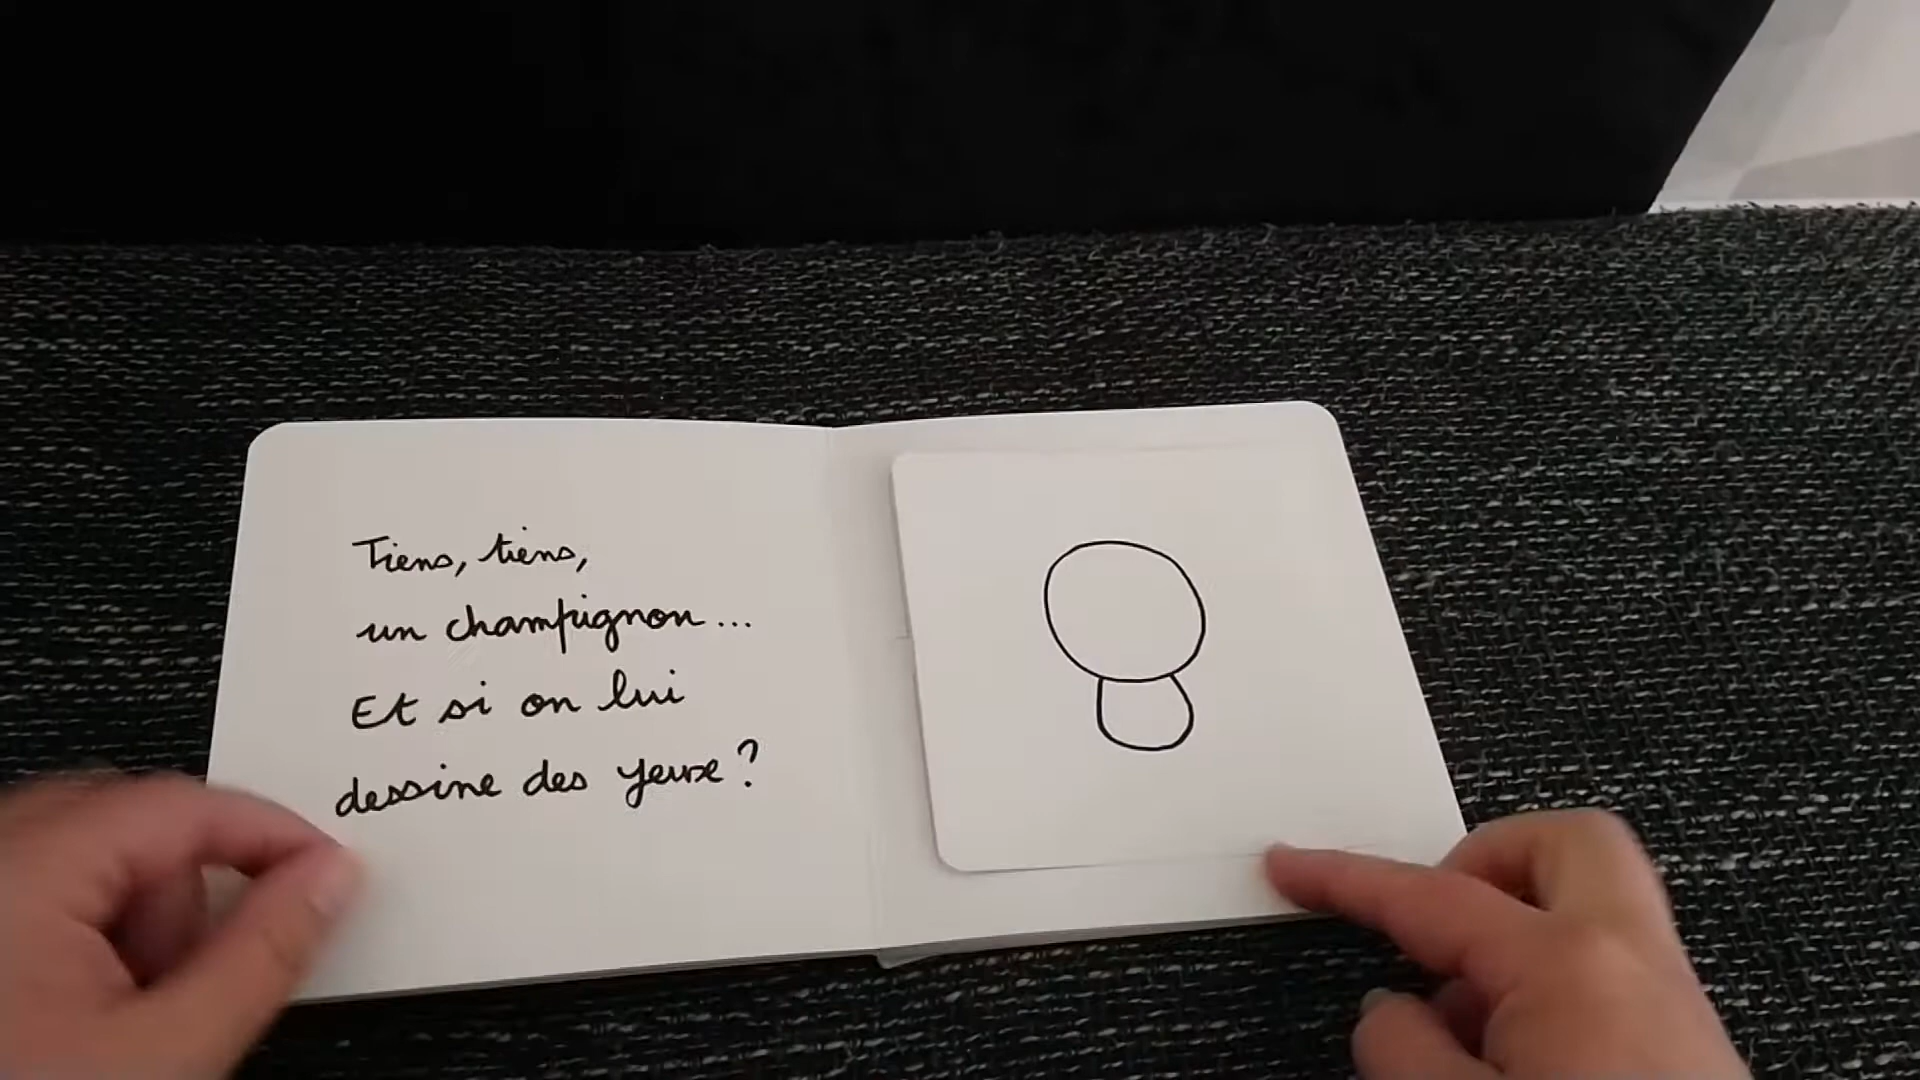 Tiens, tiens,
un champignon...
Et si on lui
dessine des yeux ?